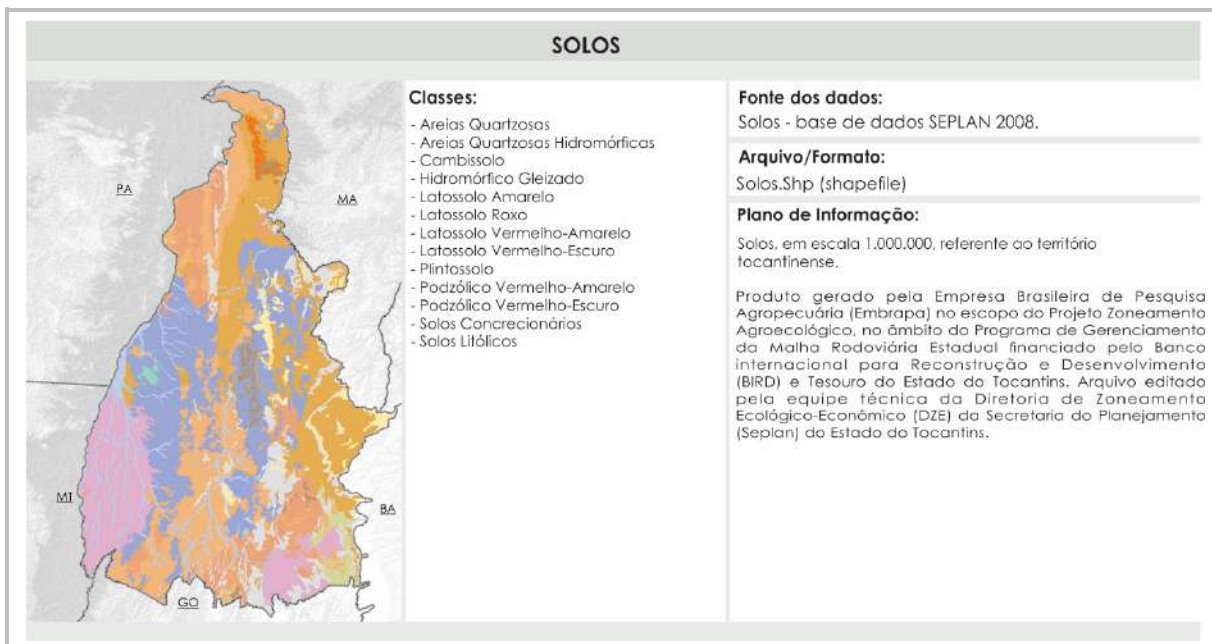 SOLOS
PA
MA
MT
BA
GO
Classes:
- Areias Quartzosas
- Areias Quartzosas Hidromórficas
- Cambissolo
- Hidromórfico Gleizado
- Latossolo Amarelo
- Latossolo Roxo
- Latossolo Vermelho-Amarelo
- Latossolo Vermelho-Escuro
- Plintossolo
- Podzólico Vermelho-Amarelo
- Podzólico Vermelho-Escuro
- Solos Concrecionários
- Solos Litólicos
Fonte dos dados:
Solos - base de dados SEPLAN 2008.
Arquivo/Formato:
Solos.Shp (shapefile)
Plano de Informação:
Solos, em escala 1.000.000, referente ao território
tocantinense.
Produto gerado pela Empresa Brasileira de Pesquisa
Agropecuária (Embrapa) no escopo do Projeto Zoneamento
Agroecológico, no âmbito do Programa de Gerenciamento
da Malha Rodoviária Estadual financiado pelo Banco
internacional para Reconstrução e Desenvolvimento
(BIRD) e Tesouro do Estado do Tocantins. Arquivo editado
pela equipe técnica da Diretoria de Zoneamento
Ecológico-Econômico (DZE) da Secretaria do Planejamento
(Seplan) do Estado do Tocantins.